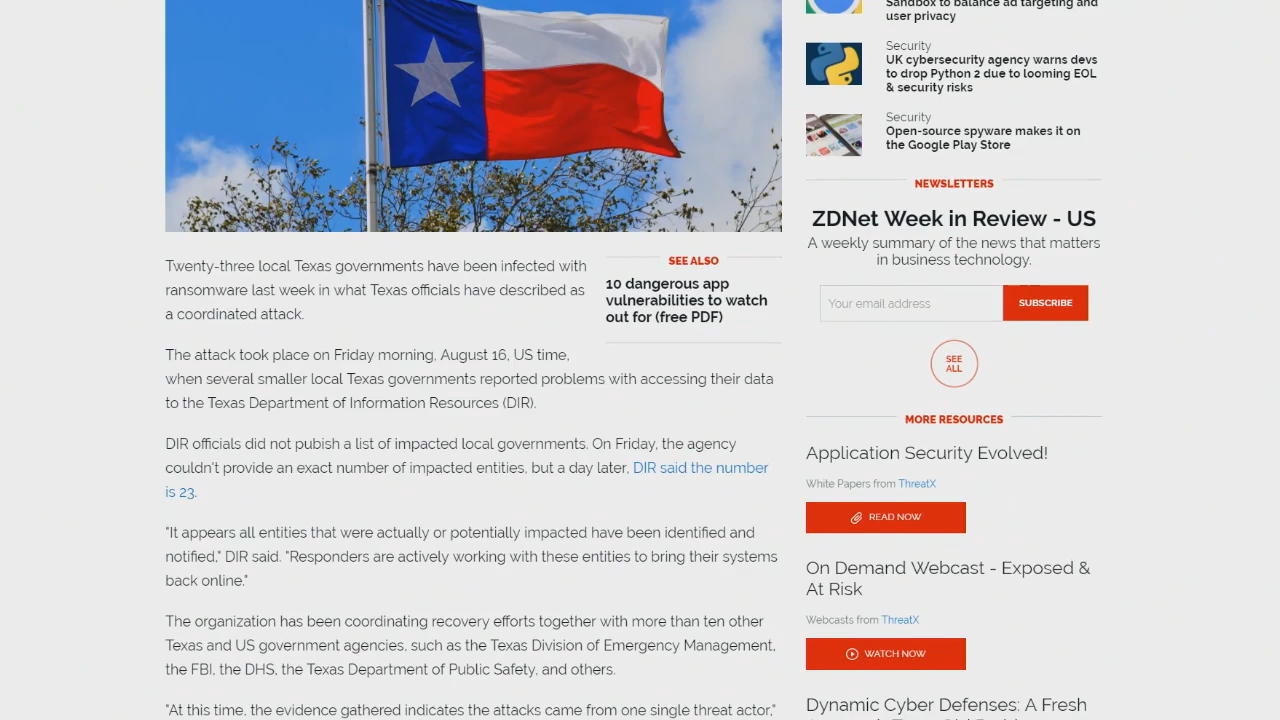 Twenty-three local Texas governments have been infected with
ransomware last week in what Texas officials have described as
a coordinated attack.
SEE ALSO
10 dangerous app
vulnerabilities to watch
out for (free PDF)
The attack took place on Friday morning, August 16, US time,
when several smaller local Texas governments reported problems with accessing their data
to the Texas Department of Information Resources (DIR).
DIR officials did not pubish a list of impacted local governments. On Friday, the agency
couldn't provide an exact number of impacted entities, but a day later, DIR said the number
is 23.
"It appears all entities that were actually or potentially impacted have been identified and
notified," DIR said. "Responders are actively working with these entities to bring their systems
back online."
The organization has been coordinating recovery efforts together with more than ten other
Texas and US government agencies, such as the Texas Division of Emergency Management,
the FBI, the DHS, the Texas Department of Public Safety, and others.
"At this time, the evidence gathered indicates the attacks came from one single threat actor,"
Sandbox to balance ad targeting and
user privacy
Security
UK cybersecurity agency warns devs
to drop Python 2 due to looming EOL
& security risks
Security
Open-source spyware makes it on
the Google Play Store
NEWSLETTERS
ZDNet Week in Review - US
A weekly summary of the news that matters
in business technology.
Your email address
SUBSCRIBE
SEE
ALL
MORE RESOURCES
Application Security Evolved!
White Papers from ThreatX
READ NOW
On Demand Webcast - Exposed &
At Risk
Webcasts from ThreatX
WATCH NOW
Dynamic Cyber Defenses: A Fresh